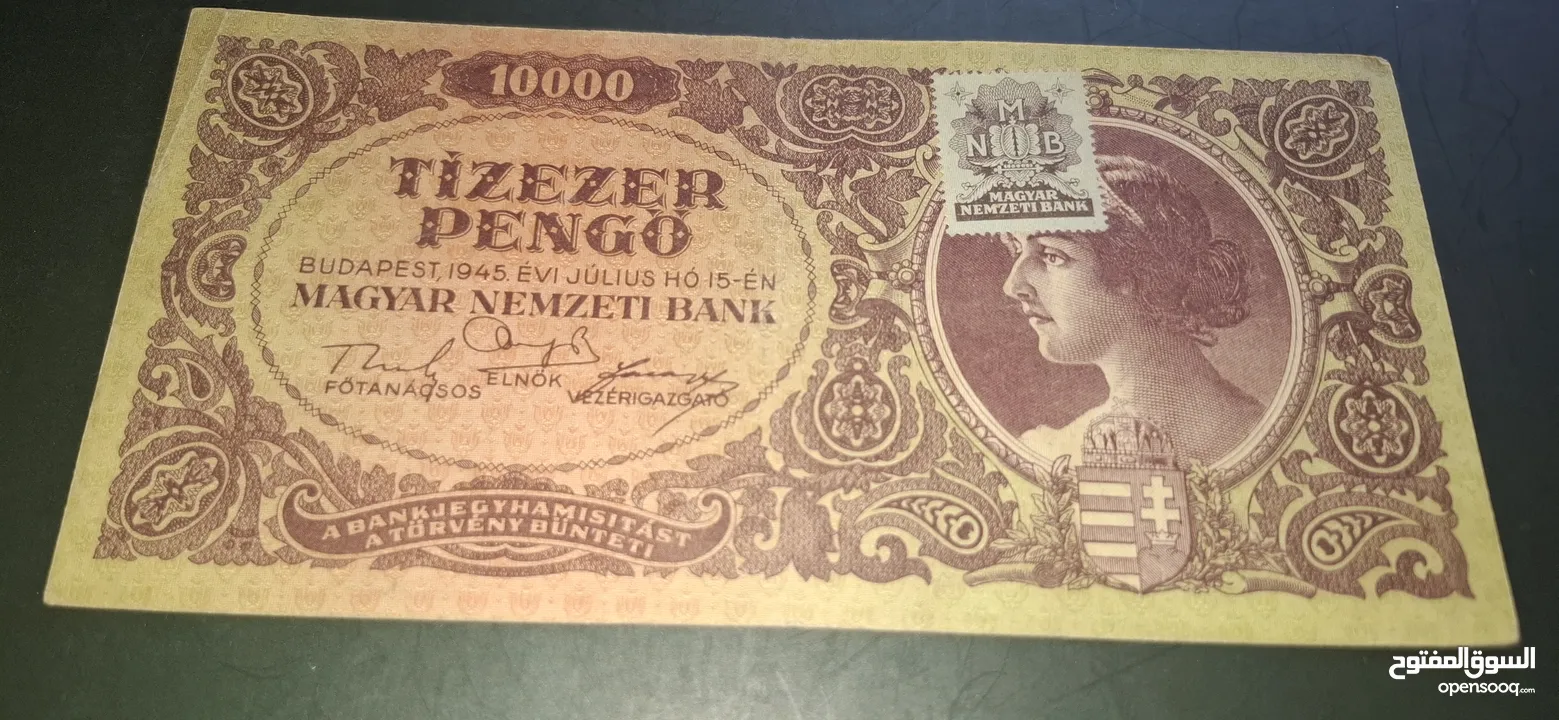 10000
TÍZEZER
PENGŐ
BUDAPEST, 1945. ÉVI JÚLIUS HÓ 15-ÉN
MAGYAR NEMZETI BANK
FŐTANÁCSOS
ELNÖK
VEZÉRIGAZGATÓ
A BANKJEGYHAMISITÁST
A TÖRVÉNY BÜNTETI
M
N B
MAGYAR
NEMZETI BANK
السوق المفتوح
opensooq.com